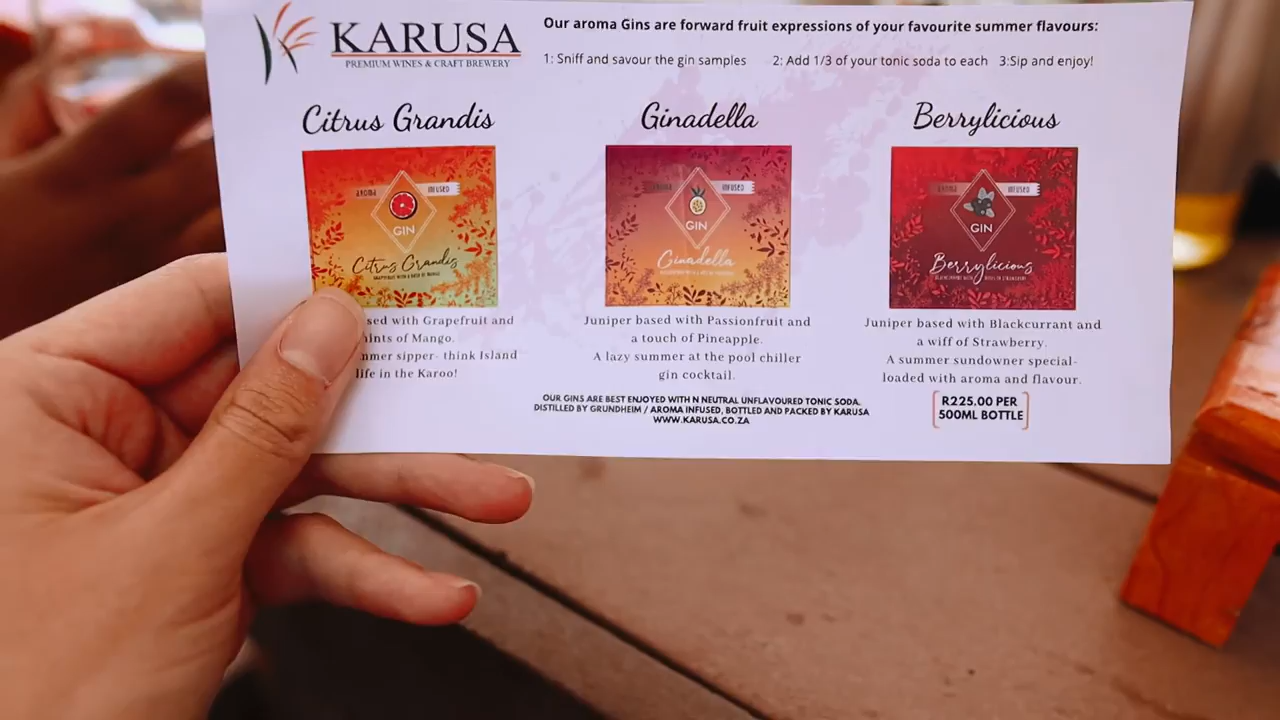 KARUSA
PREMIUM WINES & CRAFT BREWERY
Our aroma Gins are forward fruit expressions of your favourite summer flavours:
1: Sniff and savour the gin samples 2: Add 1/3 of your tonic soda to each 3:Sip and enjoy!
Citrus Grandis
AROMA INFUSED
GIN
Citrus Grandis
GRAPEFRUIT WITH A HINT OF MANGO
sed with Grapefruit and
hints of Mango.
mer sipper- think Island
life in the Karoo!
Ginadella
AROMA INFUSED
GIN
Ginadella
Juniper based with Passionfruit and
a touch of Pineapple.
A lazy summer at the pool chiller
gin cocktail.
Berrylicious
AROMA INFUSED
GIN
Berrylicious
Juniper based with Blackcurrant and
a wiff of Strawberry.
A summer sundowner special-
loaded with aroma and flavour.
OUR GINS ARE BEST ENJOYED WITH N NEUTRAL UNFLAVOURED TONIC SODA.
DISTILLED BY GRUNDHEIM / AROMA INFUSED, BOTTLED AND PACKED BY KARUSA
WWW.KARUSA.CO.ZA
R225.00 PER
500ML BOTTLE